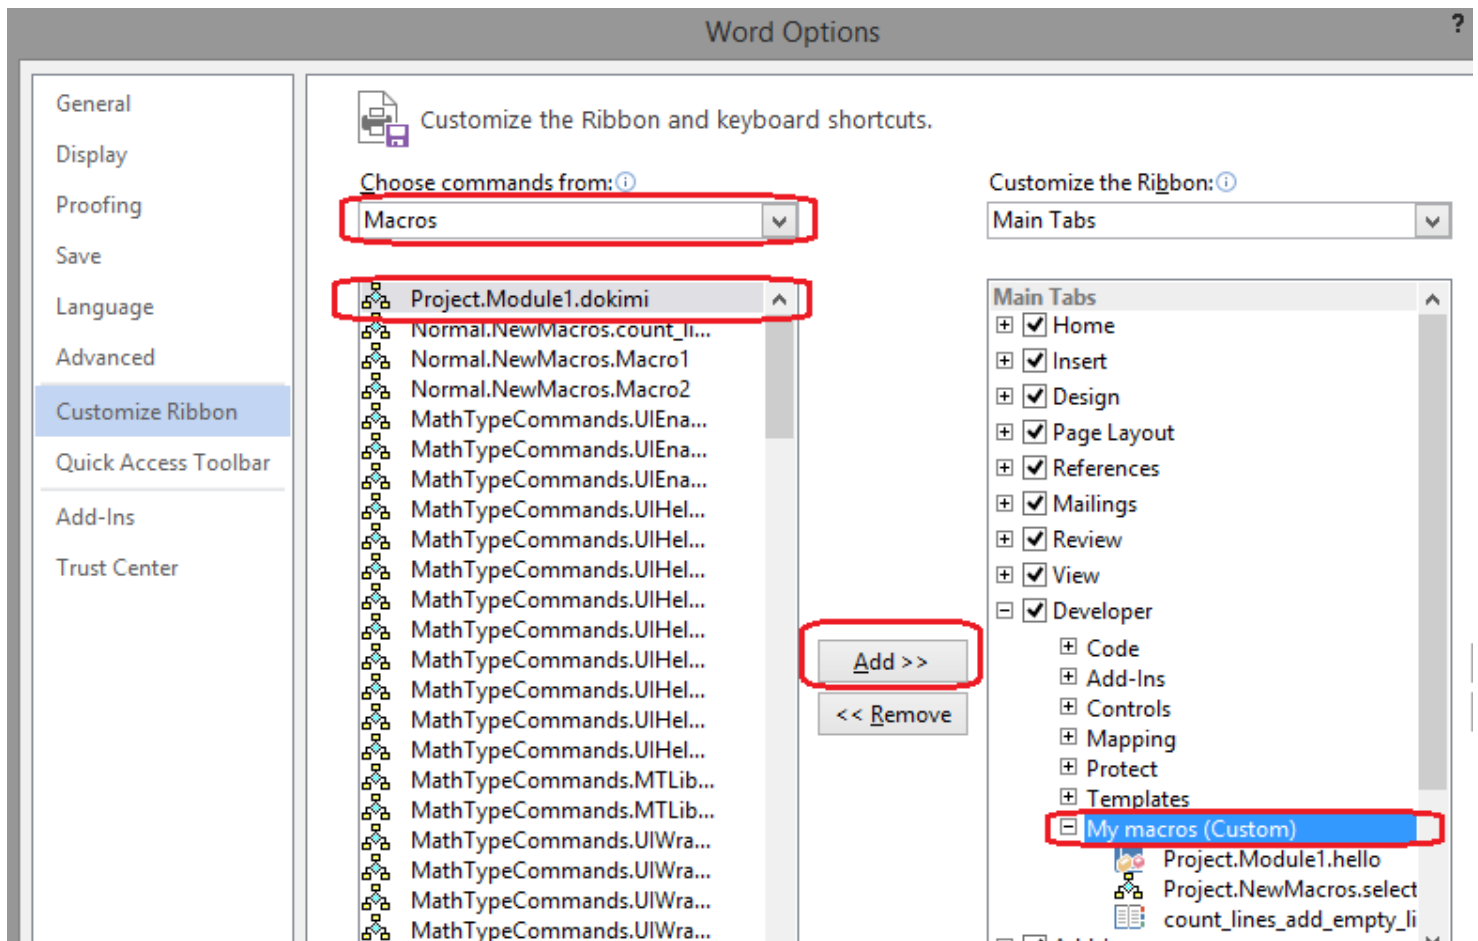 Word Options
?
General
Display
Proofing
Save
Language
Advanced
Customize Ribbon
Quick Access Toolbar
Add-Ins
Trust Center
Customize the Ribbon and keyboard shortcuts.
Choose commands from:
Macros
Project.Module1.dokimi
Normal.NewMacros.count_li...
Normal.NewMacros.Macro1
Normal.NewMacros.Macro2
MathTypeCommands.UIEna...
MathTypeCommands.UIEna...
MathTypeCommands.UIEna...
MathTypeCommands.UIHel...
MathTypeCommands.UIHel...
MathTypeCommands.UIHel...
MathTypeCommands.UIHel...
MathTypeCommands.UIHel...
MathTypeCommands.UIHel...
MathTypeCommands.UIHel...
MathTypeCommands.UIHel...
MathTypeCommands.UIHel...
MathTypeCommands.MTLib...
MathTypeCommands.MTLib...
MathTypeCommands.UIWra...
MathTypeCommands.UIWra...
MathTypeCommands.UIWra...
MathTypeCommands.UIWra...
Add >>
<< Remove
Customize the Ribbon:
Main Tabs
Main Tabs
Home
Insert
Design
Page Layout
References
Mailings
Review
View
Developer
Code
Add-Ins
Controls
Mapping
Protect
Templates
My macros (Custom)
Project.Module1.hello
Project.NewMacros.select
count_lines_add_empty_li